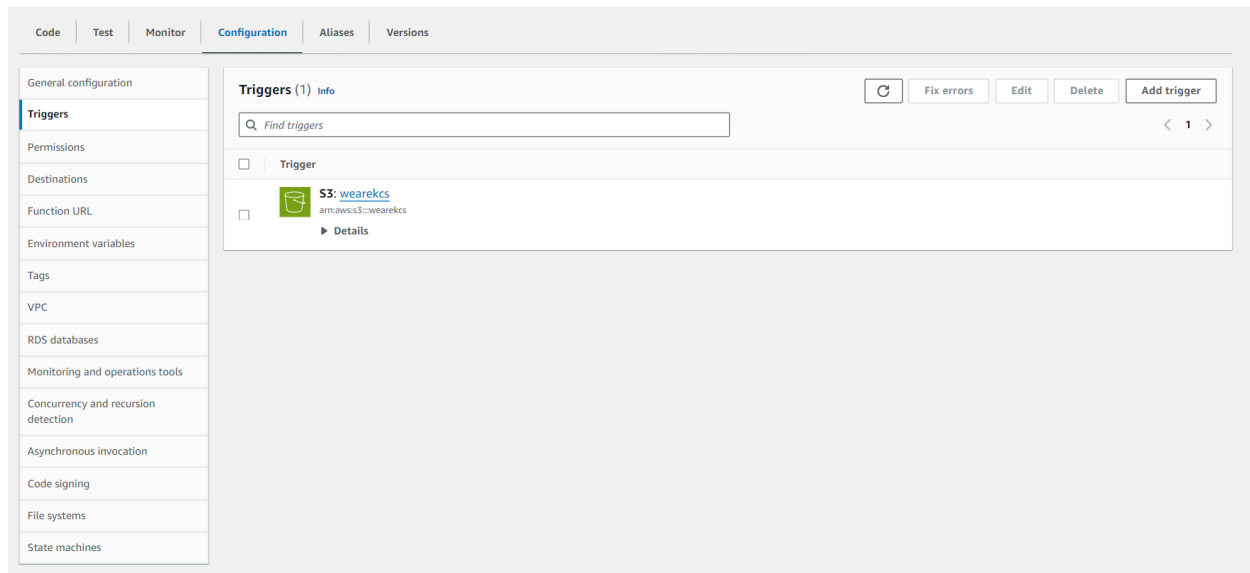 Code Test Monitor Configuration Aliases Versions
General configuration
Triggers
Permissions
Destinations
Function URL
Environment variables
Tags
VPC
RDS databases
Monitoring and operations tools
Concurrency and recursion
detection
Asynchronous invocation
Code signing
File systems
State machines
Triggers (1) Info
Fix errors Edit Delete Add trigger
Find triggers
1
Trigger
S3: wearekcs
arn:aws:s3:::wearekcs
Details